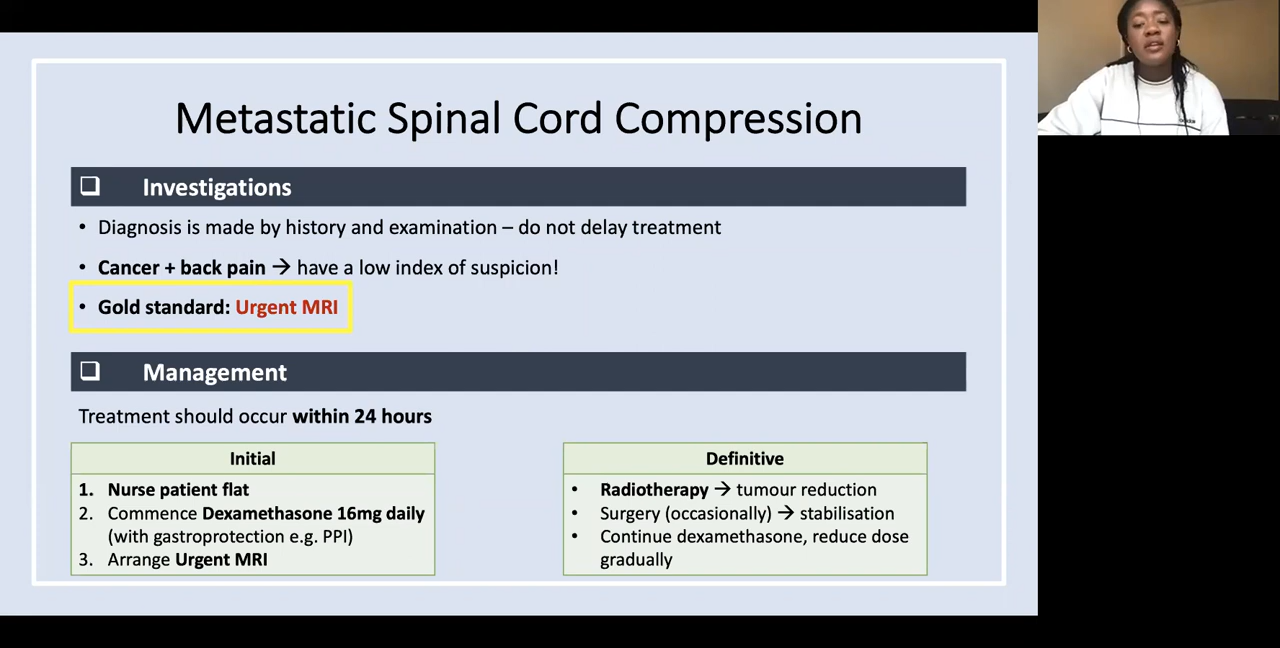 Metastatic Spinal Cord Compression
❑ Investigations
• Diagnosis is made by history and examination – do not delay treatment
• Cancer + back pain → have a low index of suspicion!
• Gold standard: Urgent MRI
❑ Management
Treatment should occur within 24 hours
Initial
1. Nurse patient flat
2. Commence Dexamethasone 16mg daily
(with gastroprotection e.g. PPI)
3. Arrange Urgent MRI
Definitive
• Radiotherapy → tumour reduction
• Surgery (occasionally) → stabilisation
• Continue dexamethasone, reduce dose
gradually
adidas